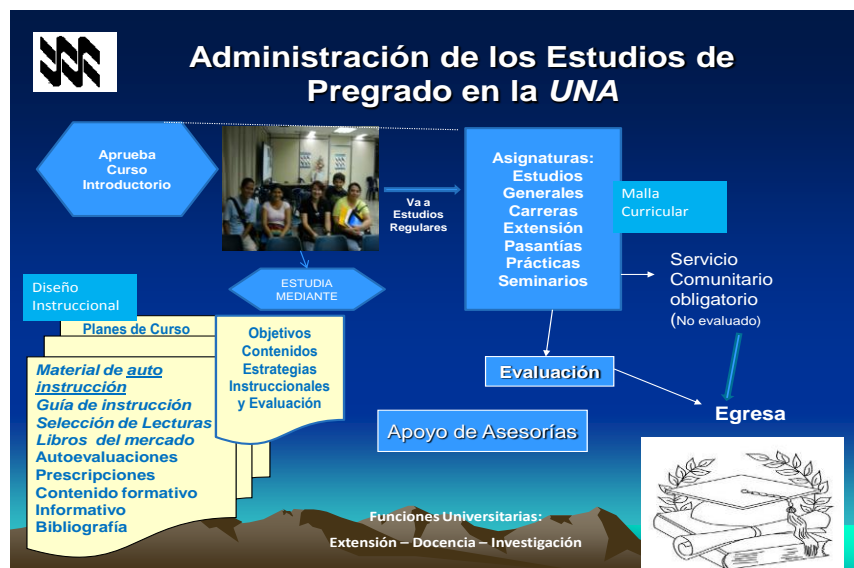 Administración de los Estudios de
Pregrado en la UNA
Aprueba
Curso
Introductorio
Va a
Estudios
Regulares
Asignaturas:
Estudios
Generales
Carreras
Extensión
Pasantías
Prácticas
Seminarios
Malla
Curricular
Servicio
Comunitario
obligatorio
(No evaluado)
ESTUDIA
MEDIANTE
Diseño
Instruccional
Planes de Curso
Material de auto
instrucción
Guía de instrucción
Selección de Lecturas
Libros del mercado
Autoevaluaciones
Prescripciones
Contenido formativo
Informativo
Bibliografía
Objetivos
Contenidos
Estrategias
Instruccionales
y Evaluación
Evaluación
Egresa
Apoyo de Asesorías
Funciones Universitarias:
Extensión – Docencia – Investigación